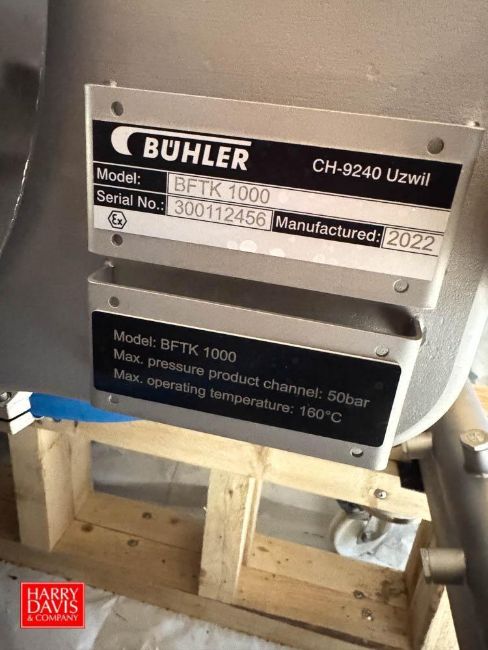 BÜHLER CH-9240 Uzwil
Model: BFTK 1000
Serial No.: 300112456 Manufactured: 2022
Ex
Model: BFTK 1000
Max. pressure product channel: 50bar
Max. operating temperature: 160°C
HARRY
DAVIS
& COMPANY